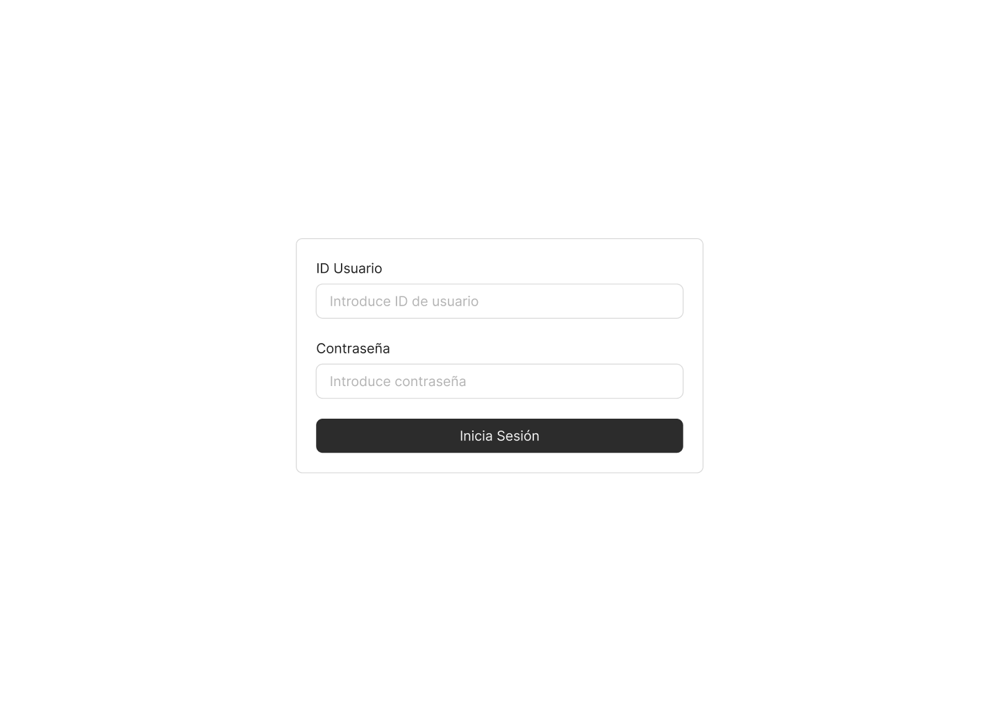 ID Usuario
Introduce ID de usuario
Contraseña
Introduce contraseña
Inicia Sesión